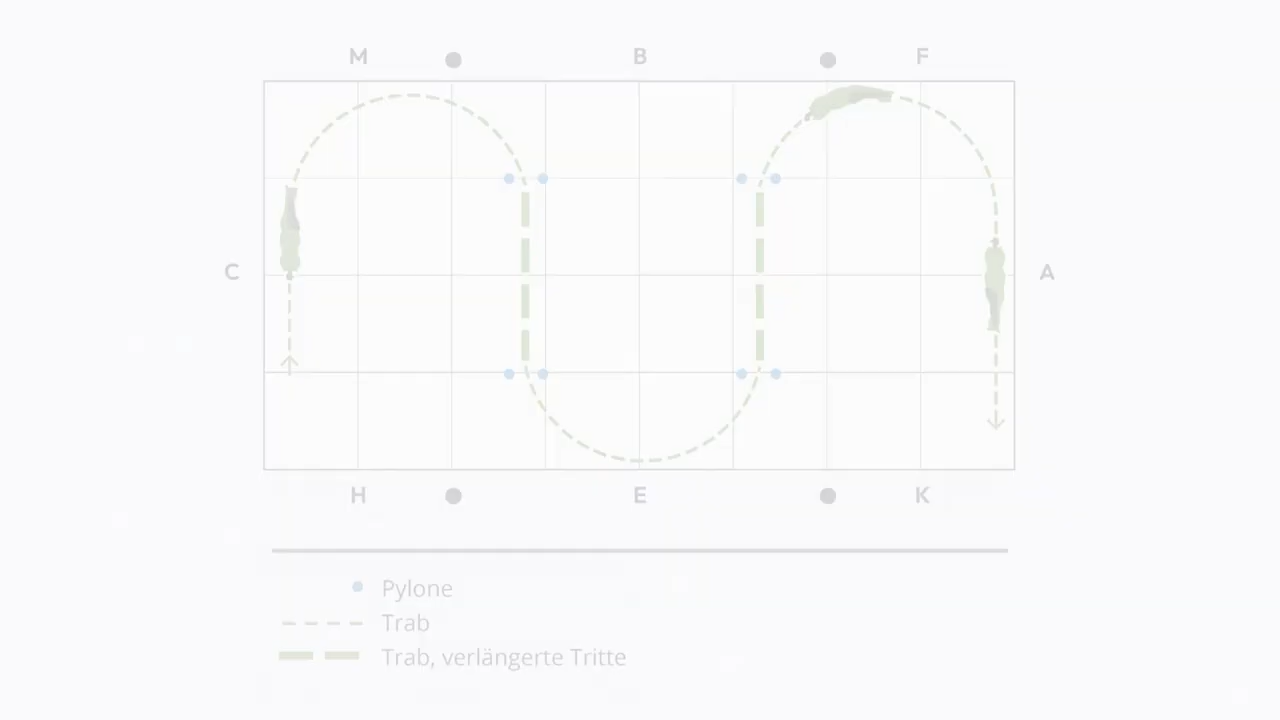 M B F
C A
H E K
Pylone
Trab
Trab, verlängerte Tritte